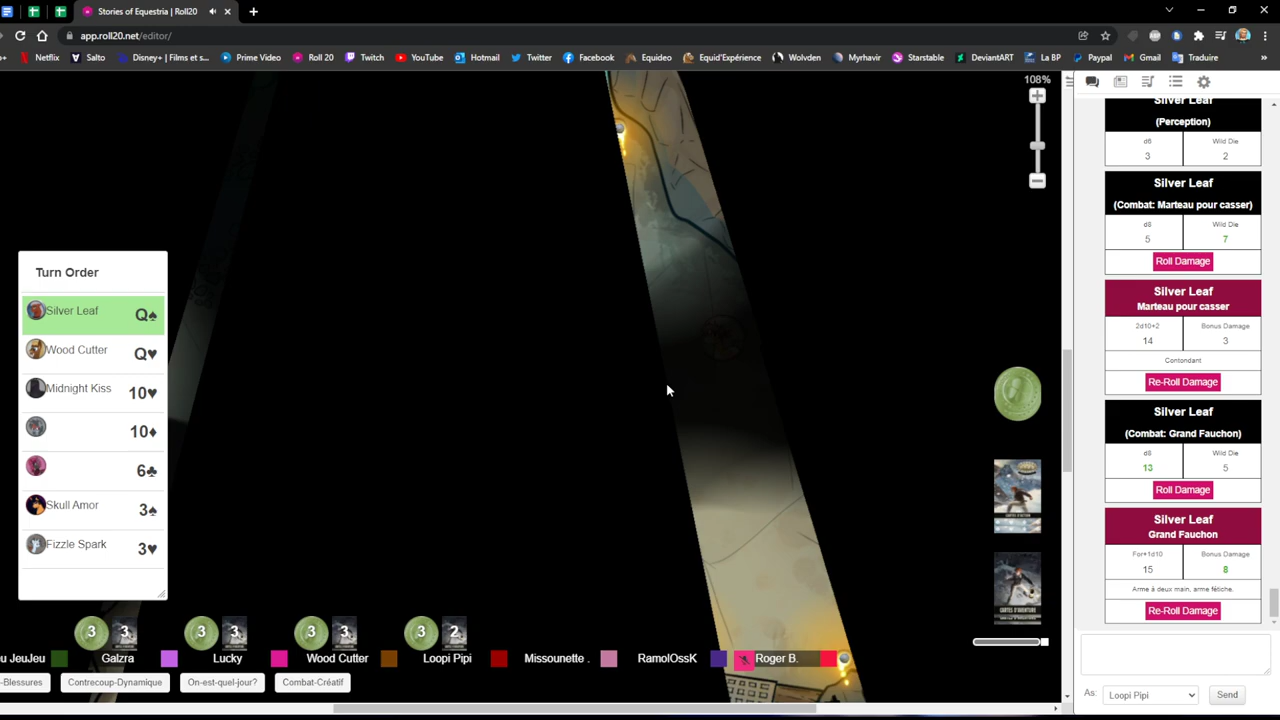 Stories of Equestria | Roll20
app.roll20.net/editor/
Netflix
Salto
Disney+ | Films et s...
Prime Video
Roll 20
Twitch
YouTube
Hotmail
Twitter
Facebook
Equideo
Equid'Expérience
Wolvden
Myrhavir
Starstable
DeviantART
La BP
Paypal
Gmail
Traduire
»
108%
Turn Order
Silver Leaf Q♠
Wood Cutter Q♥
Midnight Kiss 10♥
10♦
6♣
Skull Amor 3♠
Fizzle Spark 3♥
3 3
3 3
3 3
3 2
u JeuJeu
Galzra
Lucky
Wood Cutter
Loopi Pipi
Missounette .
RamolOssK
Roger B.
-Blessures
Contrecoup-Dynamique
On-est-quel-jour?
Combat-Créatif
Silver Leaf
(Perception)
d6 Wild Die
3 2
Silver Leaf
(Combat: Marteau pour casser)
d8 Wild Die
5 7
Roll Damage
Silver Leaf
Marteau pour casser
2d10+2 Bonus Damage
14 3
Contondant
Re-Roll Damage
Silver Leaf
(Combat: Grand Fauchon)
d8 Wild Die
13 5
Roll Damage
Silver Leaf
Grand Fauchon
For+1d10 Bonus Damage
15 8
Arme à deux main, arme fétiche.
Re-Roll Damage
As: Loopi Pipi Send